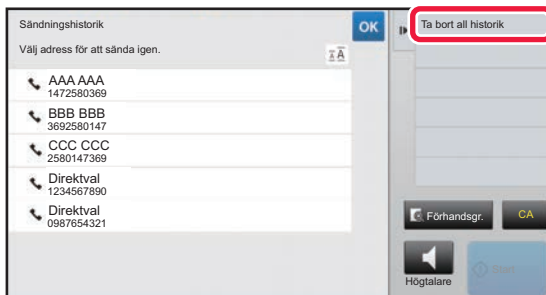 Sändningshistorik
OK
Ta bort all historik
Välj adress för att sända igen.
AAA AAA
1472580369
BBB BBB
3692580147
CCC CCC
2580147369
Direktval
1234567890
Direktval
0987654321
Förhandsgr.
CA
Högtalare
Start